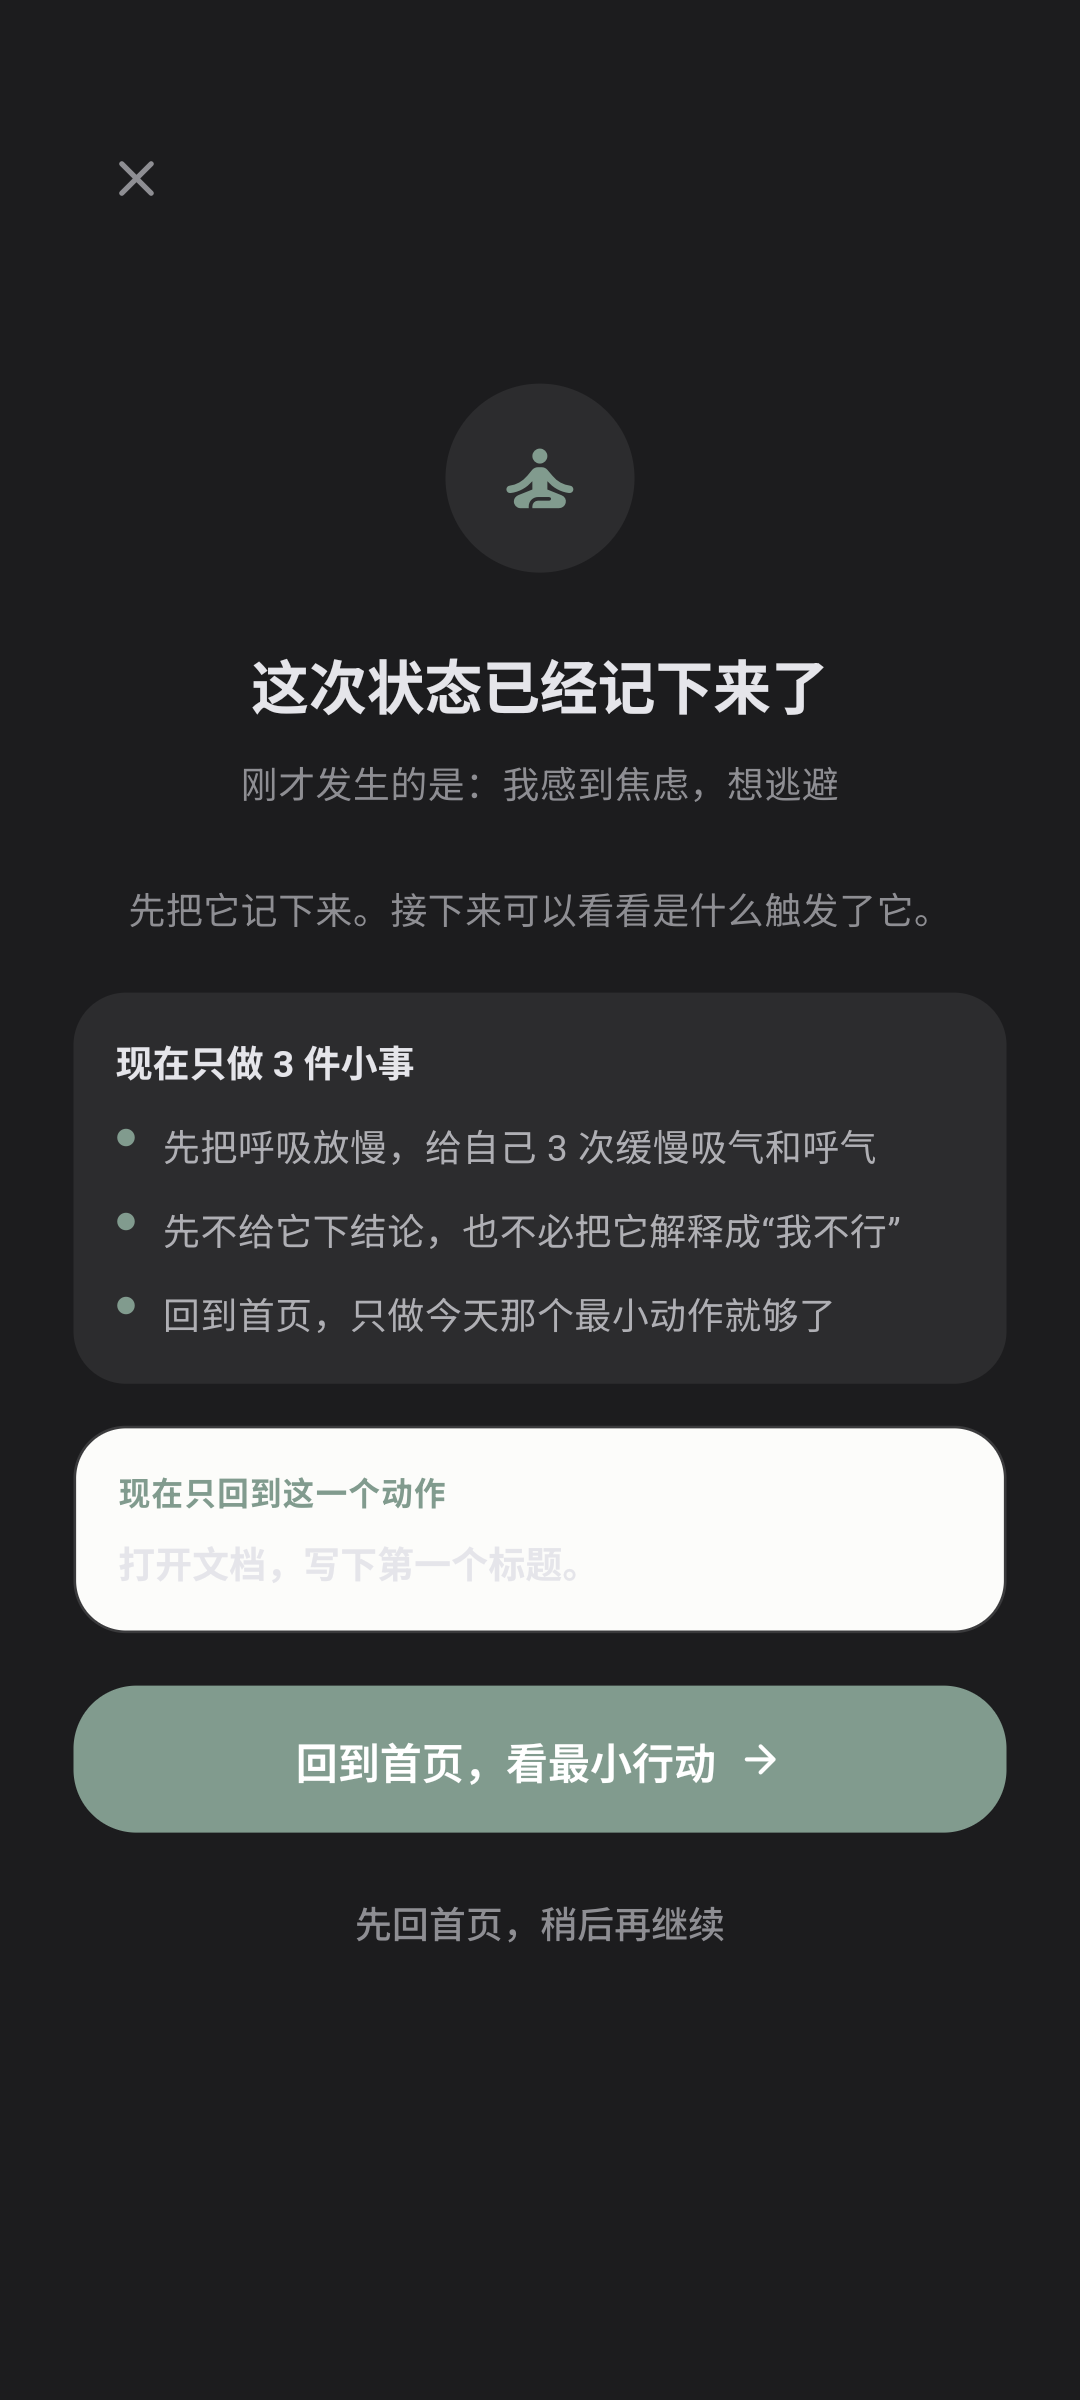 这次状态已经记下来了
刚才发生的是：我感到焦虑，想逃避
先把它记下来。接下来可以看看是什么触发了它。
现在只做 3 件小事
先把呼吸放慢，给自己 3 次缓慢吸气和呼气
先不给它下结论，也不必把它解释成“我不行”
回到首页，只做今天那个最小动作就够了
现在只回到这一个动作
打开文档，写下第一个标题。
回到首页，看最小行动
先回首页，稍后再继续